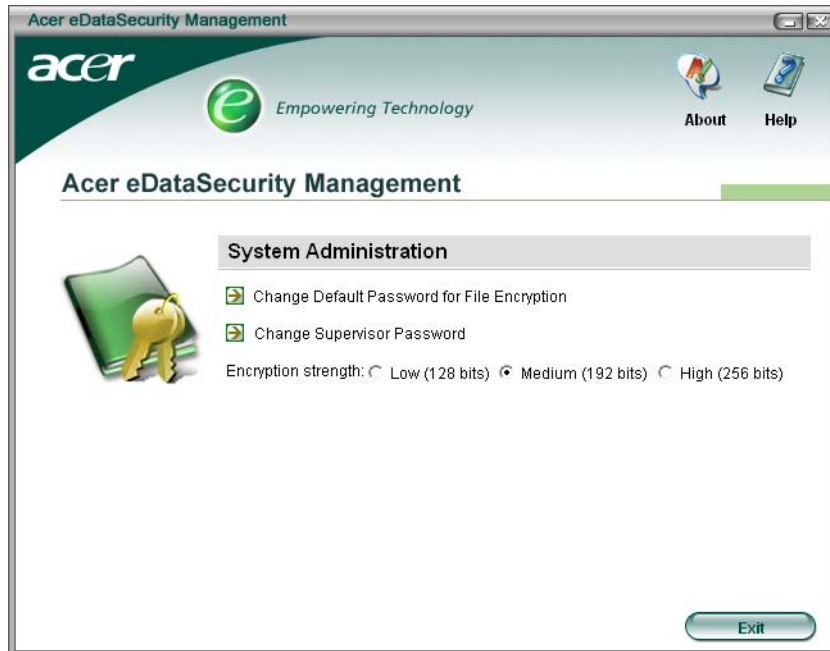 Acer eDataSecurity Management
acer
e Empowering Technology
About Help
Acer eDataSecurity Management
System Administration
Change Default Password for File Encryption
Change Supervisor Password
Encryption strength: Low (128 bits) Medium (192 bits) High (256 bits)
Exit